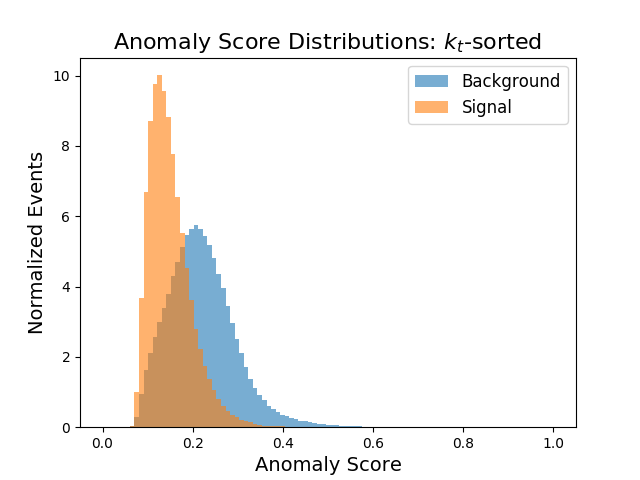 Anomaly Score Distributions: k_t-sorted
Background
Signal
Normalized Events
10
8
6
4
2
0
0.0 0.2 0.4 0.6 0.8 1.0
Anomaly Score